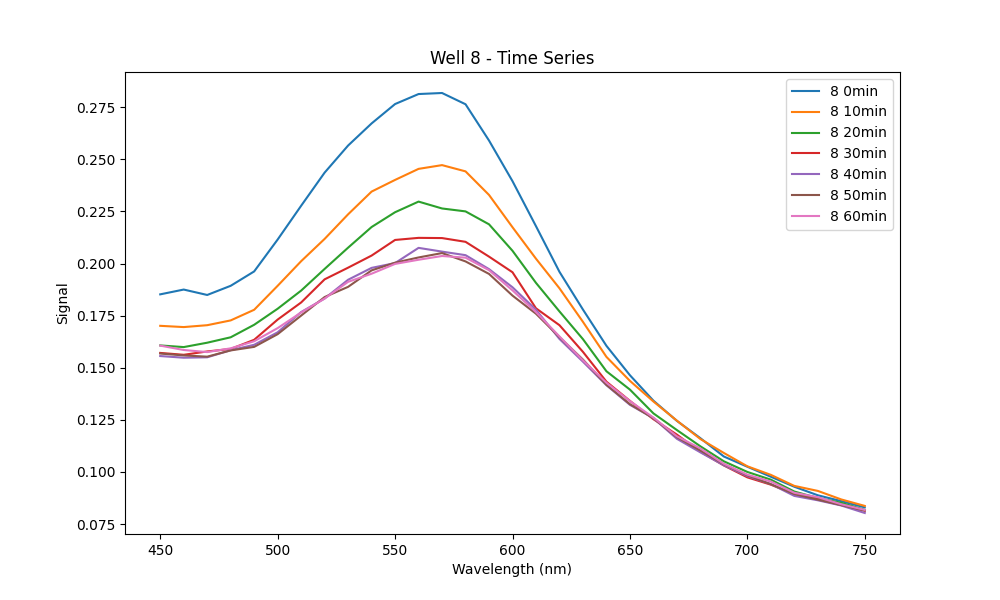 Well 8 - Time Series
8 0min
8 10min
8 20min
8 30min
8 40min
8 50min
8 60min
0.275
0.250
0.225
0.200
0.175
0.150
0.125
0.100
0.075
Signal
450 500 550 600 650 700 750
Wavelength (nm)